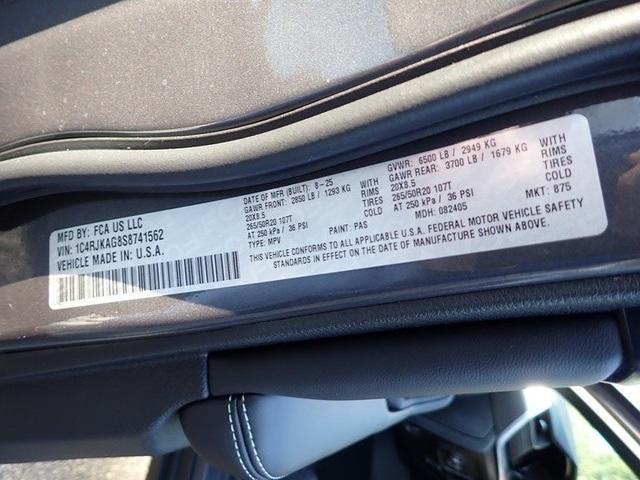 MFD BY: FCA US LLC
VIN: 1C4RJKAG8S8741562
VEHICLE MADE IN U.S.A.
DATE OF MFR (BUILT): 8-25
GAWR FRONT: 2850 LB / 1293 KG WITH
20X8.5 RIMS
265/50R20 107T TIRES
AT 250 kPa / 36 PSI COLD
TYPE: MPV PAINT: PAS
GVWR: 6500 LB / 2949 KG
GAWR REAR: 3700 LB / 1679 KG WITH
20X8.5 RIMS
265/50R20 107T TIRES
AT 250 kPa / 36 PSI COLD
MDH: 082405 MKT: 875
THIS VEHICLE CONFORMS TO ALL APPLICABLE U.S.A. FEDERAL MOTOR VEHICLE SAFETY
STANDARDS IN EFFECT ON THE DATE OF MANUFACTURE SHOWN ABOVE.